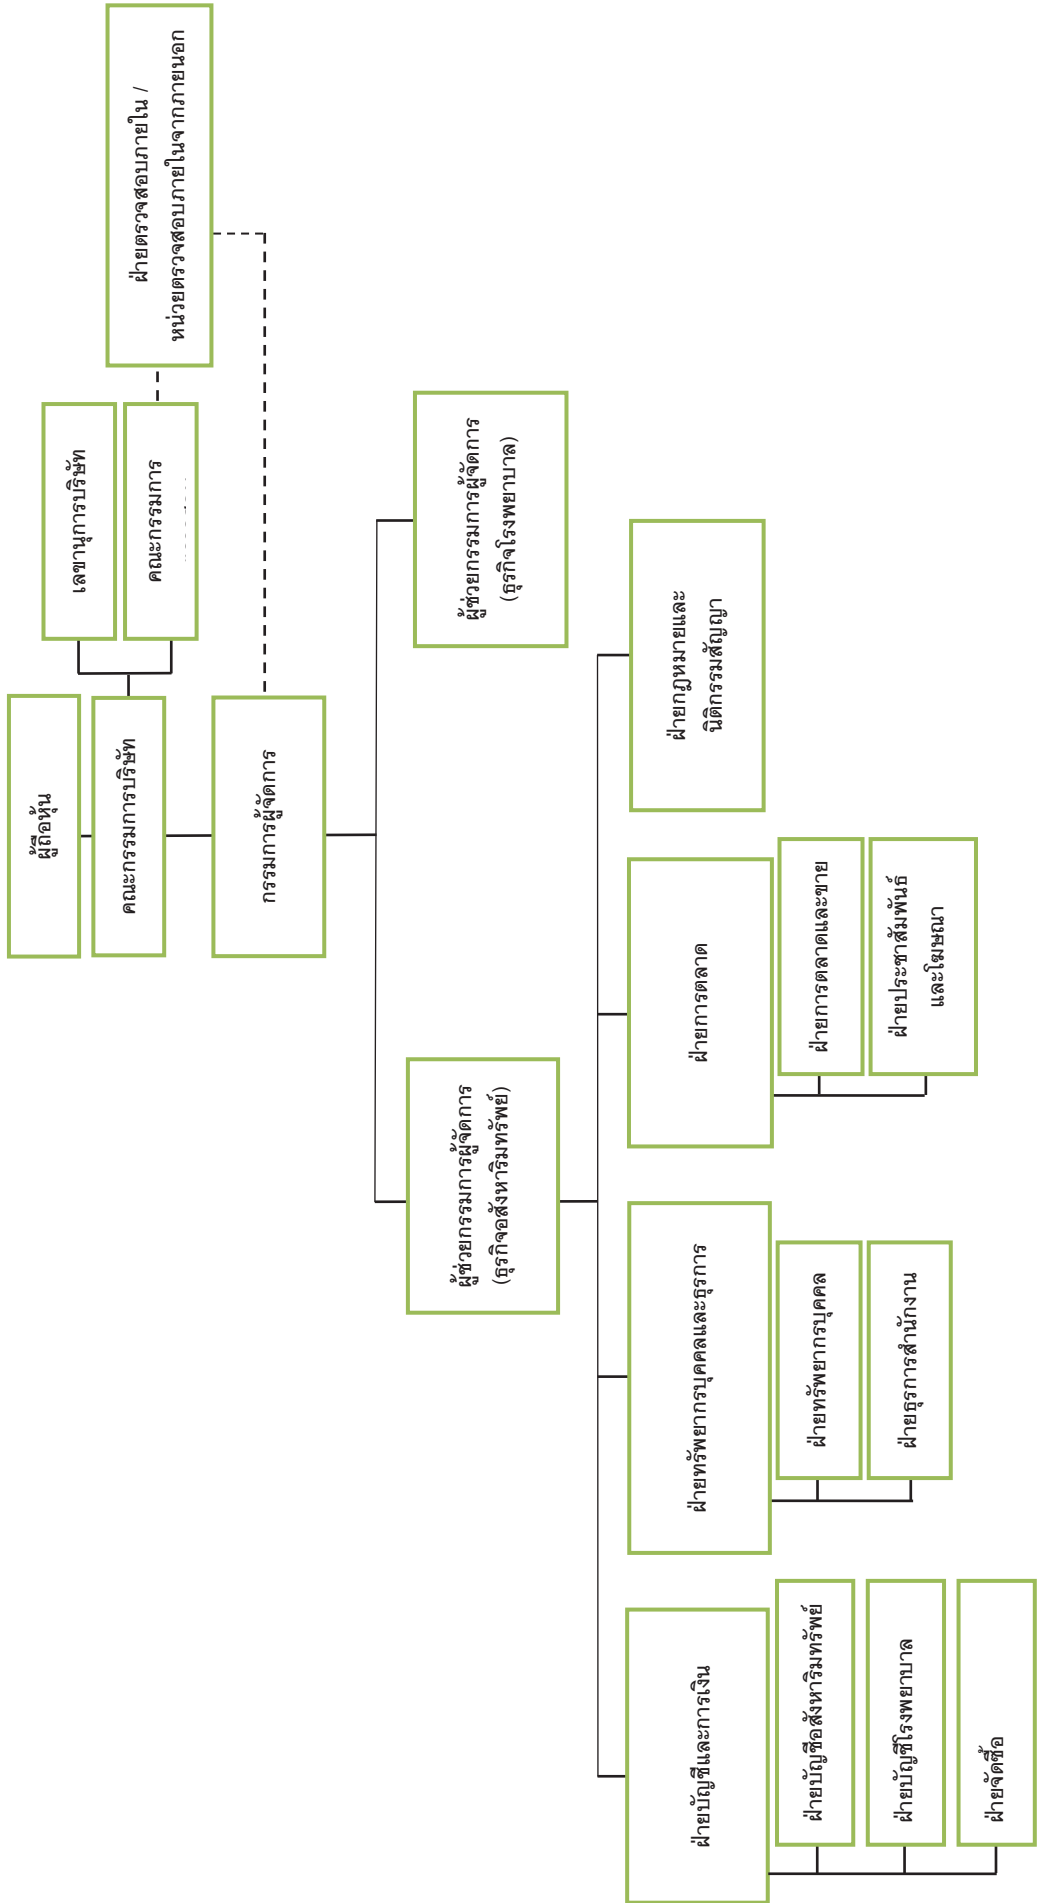 ผู้ถือหุ้น
คณะกรรมการบริษัท
เลขานุการบริษัท
คณะกรรมการ
ฝ่ายตรวจสอบภายใน /
หน่วยตรวจสอบภายในจากภายนอก
กรรมการผู้จัดการ
ผู้ช่วยกรรมการผู้จัดการ
(ธุรกิจอสังหาริมทรัพย์)
ผู้ช่วยกรรมการผู้จัดการ
(ธุรกิจโรงพยาบาล)
ฝ่ายบัญชีและการเงิน
ฝ่ายทรัพยากรบุคคลและธุรการ
ฝ่ายการตลาด
ฝ่ายกฎหมายและ
นิติกรรมสัญญา
ฝ่ายบัญชีอสังหาริมทรัพย์
ฝ่ายบัญชีโรงพยาบาล
ฝ่ายจัดซื้อ
ฝ่ายทรัพยากรบุคคล
ฝ่ายธุรการสำนักงาน
ฝ่ายการตลาดและขาย
ฝ่ายประชาสัมพันธ์
และโฆษณา